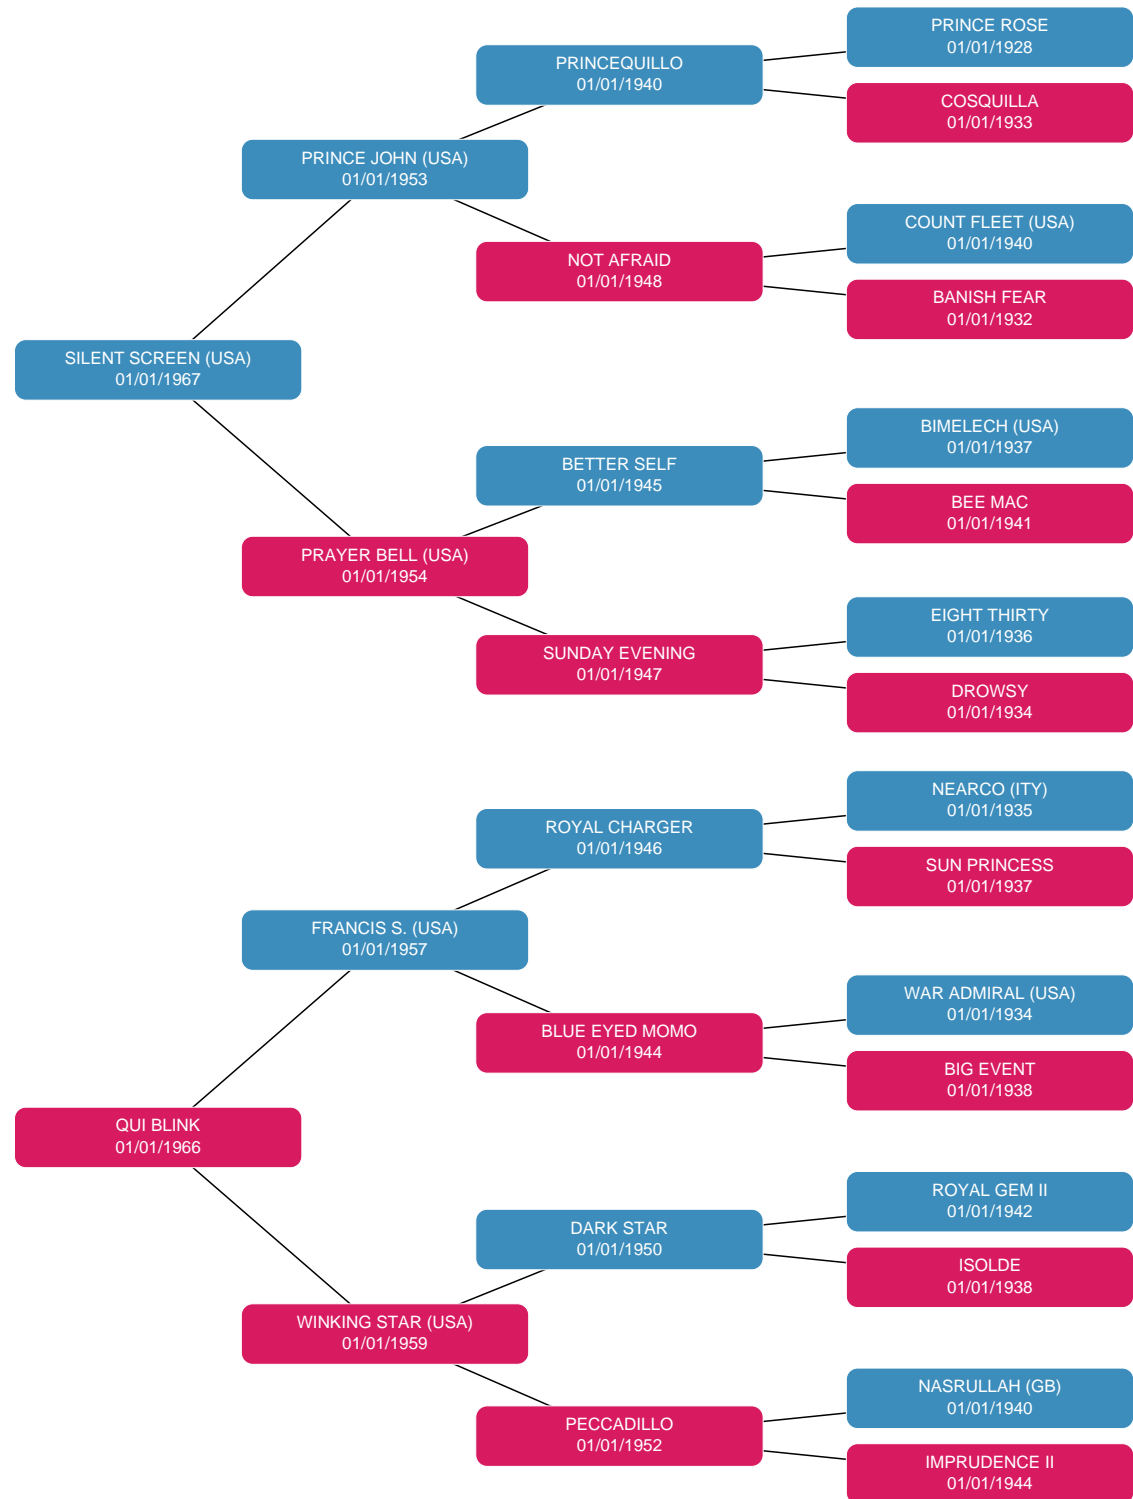 PRINCE ROSE
01/01/1928
PRINCEQUILLO
01/01/1940
COSQUILLA
01/01/1933
PRINCE JOHN (USA)
01/01/1953
COUNT FLEET (USA)
01/01/1940
NOT AFRAID
01/01/1948
BANISH FEAR
01/01/1932
SILENT SCREEN (USA)
01/01/1967
BIMELECH (USA)
01/01/1937
BETTER SELF
01/01/1945
BEE MAC
01/01/1941
PRAYER BELL (USA)
01/01/1954
EIGHT THIRTY
01/01/1936
SUNDAY EVENING
01/01/1947
DROWSY
01/01/1934
NEARCO (ITY)
01/01/1935
ROYAL CHARGER
01/01/1946
SUN PRINCESS
01/01/1937
FRANCIS S. (USA)
01/01/1957
WAR ADMIRAL (USA)
01/01/1934
BLUE EYED MOMO
01/01/1944
BIG EVENT
01/01/1938
QUI BLINK
01/01/1966
ROYAL GEM II
01/01/1942
DARK STAR
01/01/1950
ISOLDE
01/01/1938
WINKING STAR (USA)
01/01/1959
NASRULLAH (GB)
01/01/1940
PECCADILLO
01/01/1952
IMPRUDENCE II
01/01/1944